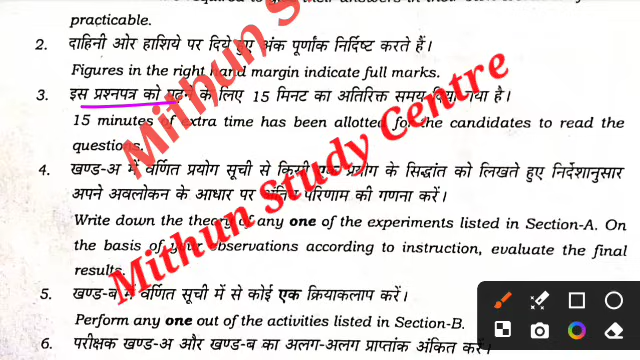 practicable.
2. दाहिनी ओर हाशिये पर दिये हुए अंक पूर्णांक निर्दिष्ट करते हैं।
Figures in the right hand margin indicate full marks.
3. इस प्रश्नपत्र को पढ़ने के लिए 15 मिनट का अतिरिक्त समय दिया गया है।
15 minutes of extra time has been allotted for the candidates to read the
questions.
4. खण्ड-अ में वर्णित प्रयोग सूची से किसी एक प्रयोग के सिद्धांत को लिखते हुए निर्देशानुसार
अपने अवलोकन के आधार पर अंतिम परिणाम की गणना करें।
Write down the theory of any one of the experiments listed in Section-A. On
the basis of your observations according to instruction, evaluate the final
results.
5. खण्ड-ब में वर्णित सूची में से कोई एक क्रियाकलाप करें।
Perform any one out of the activities listed in Section-B.
6. परीक्षक खण्ड-अ और खण्ड-ब का अलग-अलग प्राप्तांक अंकित करें।
Mithun S
Mithun Study Centre